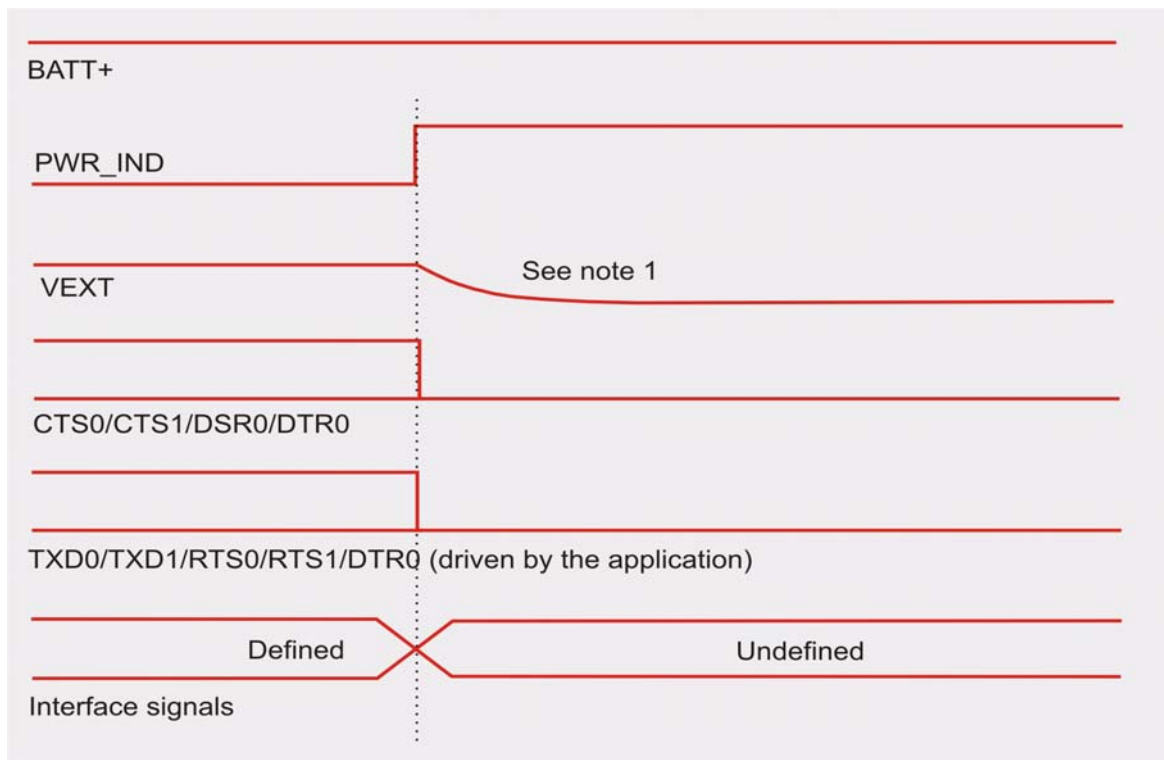 BATT+
PWR_IND
See note 1
VEXT
CTS0/CTS1/DSR0/DTR0
TXD0/TXD1/RTS0/RTS1/DTR0 (driven by the application)
Defined
Undefined
Interface signals